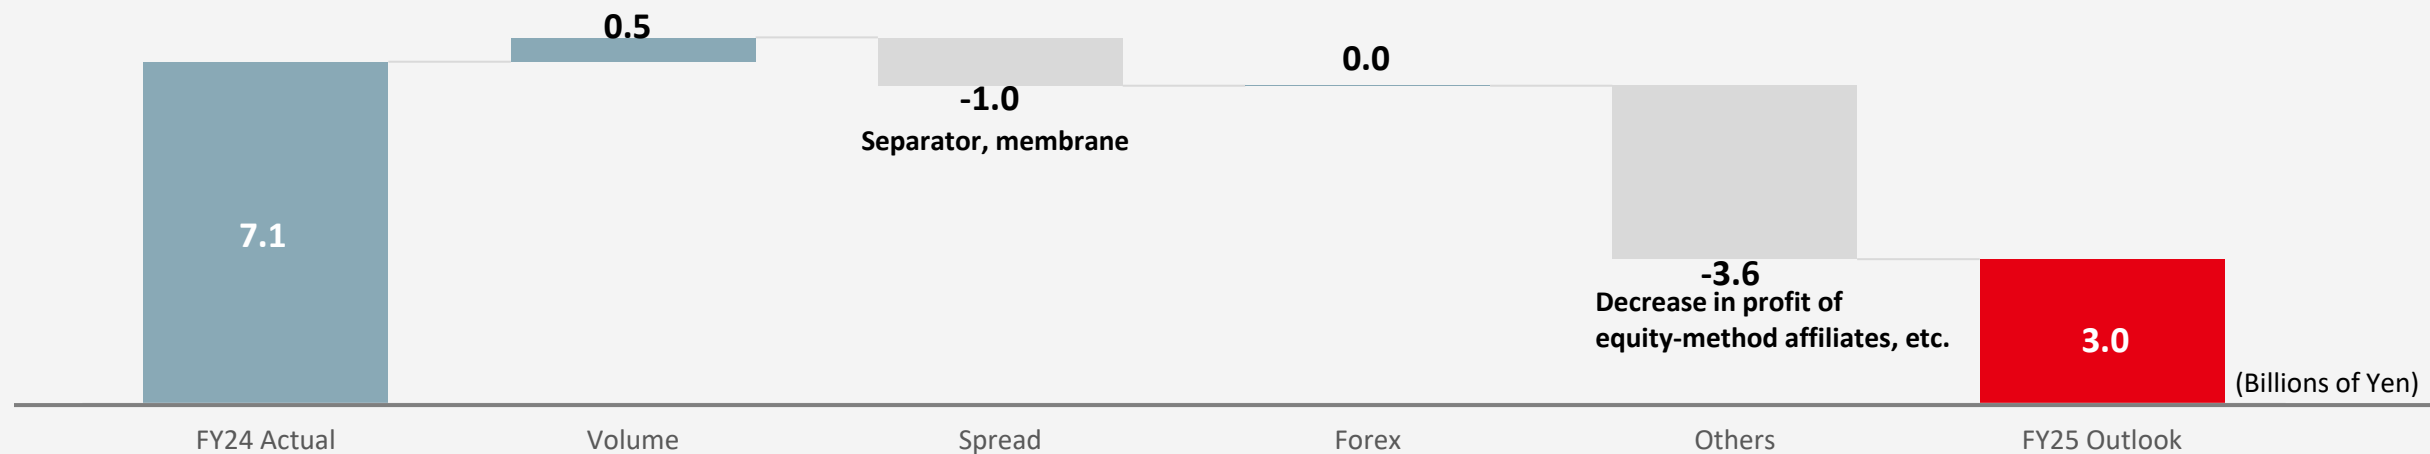 0.5
0.0
-1.0
Separator, membrane
7.1
-3.6
Decrease in profit of
equity-method affiliates, etc.
3.0
(Billions of Yen)
FY24 Actual
Volume
Spread
Forex
Others
FY25 Outlook